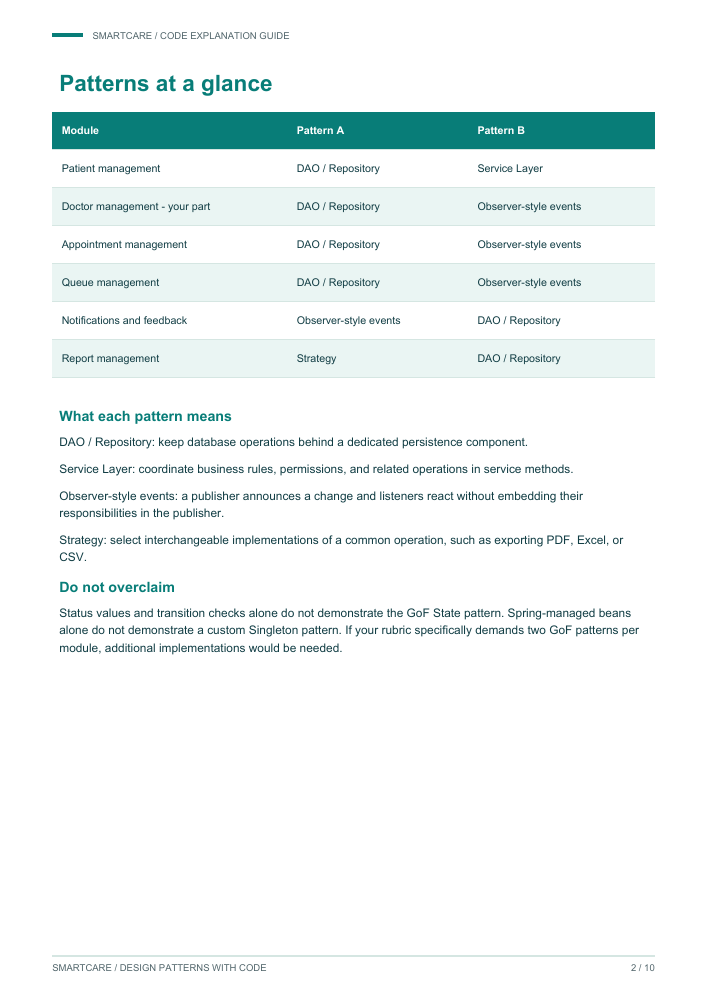 SMARTCARE / CODE EXPLANATION GUIDE
Patterns at a glance
Module Pattern A Pattern B
Patient management DAO / Repository Service Layer
Doctor management - your part DAO / Repository Observer-style events
Appointment management DAO / Repository Observer-style events
Queue management DAO / Repository Observer-style events
Notifications and feedback Observer-style events DAO / Repository
Report management Strategy DAO / Repository
What each pattern means
DAO / Repository: keep database operations behind a dedicated persistence component.
Service Layer: coordinate business rules, permissions, and related operations in service methods.
Observer-style events: a publisher announces a change and listeners react without embedding their
responsibilities in the publisher.
Strategy: select interchangeable implementations of a common operation, such as exporting PDF, Excel, or
CSV.
Do not overclaim
Status values and transition checks alone do not demonstrate the GoF State pattern. Spring-managed beans
alone do not demonstrate a custom Singleton pattern. If your rubric specifically demands two GoF patterns per
module, additional implementations would be needed.
SMARTCARE / DESIGN PATTERNS WITH CODE 2 / 10